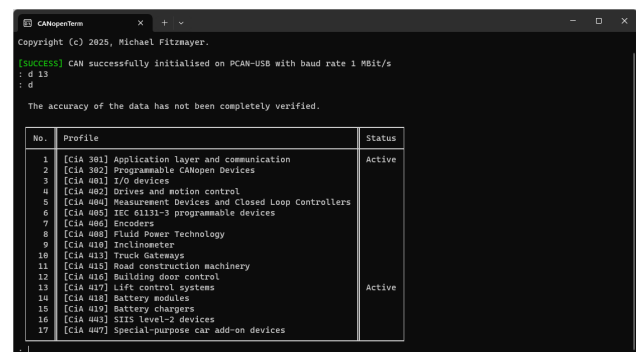 CANopenTerm
Copyright (c) 2025, Michael Fitzmayer.
[SUCCESS] CAN successfully initialised on PCAN-USB with baud rate 1 MBit/s
: d 13
: d
The accuracy of the data has not been completely verified.
No. Profile Status
1 [CiA 301] Application layer and communication Active
2 [CiA 302] Programmable CANopen Devices
3 [CiA 401] I/O devices
4 [CiA 402] Drives and motion control
5 [CiA 404] Measurement Devices and Closed Loop Controllers
6 [CiA 405] IEC 61131-3 programmable devices
7 [CiA 406] Encoders
8 [CiA 408] Fluid Power Technology
9 [CiA 410] Inclinometer
10 [CiA 413] Truck Gateways
11 [CiA 415] Road construction machinery
12 [CiA 416] Building door control
13 [CiA 417] Lift control systems Active
14 [CiA 418] Battery modules
15 [CiA 419] Battery chargers
16 [CiA 443] SIIS level-2 devices
17 [CiA 447] Special-purpose car add-on devices
: